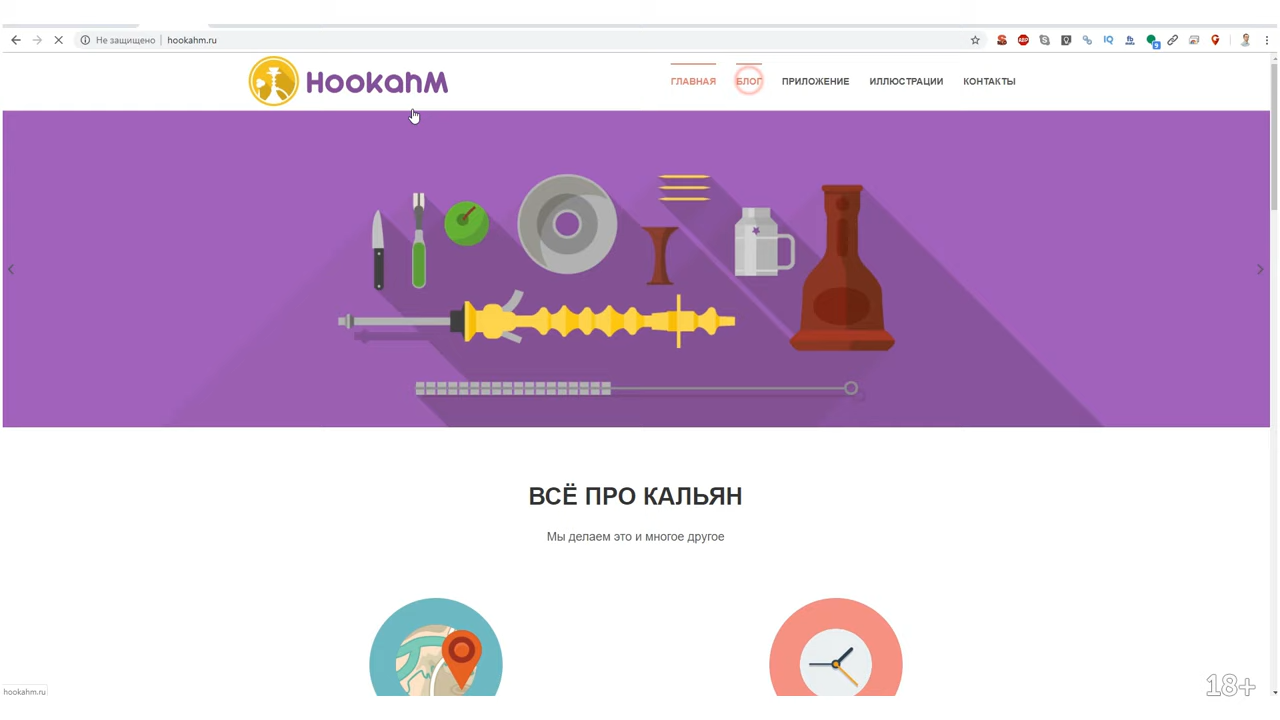 Не защищено
hookahm.ru
HookahM
ГЛАВНАЯ
БЛОГ
ПРИЛОЖЕНИЕ
ИЛЛЮСТРАЦИИ
КОНТАКТЫ
ВСЁ ПРО КАЛЬЯН
Мы делаем это и многое другое
hookahm.ru
18+